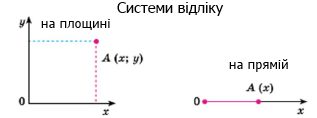 Системи відліку
на площині
y
A (x; y)
0
x
на прямій
A (x)
0
x